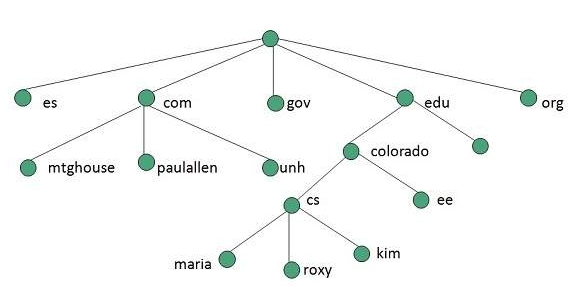 es
com
gov
edu
org
mtghouse
paulallen
unh
colorado
cs
ee
maria
roxy
kim